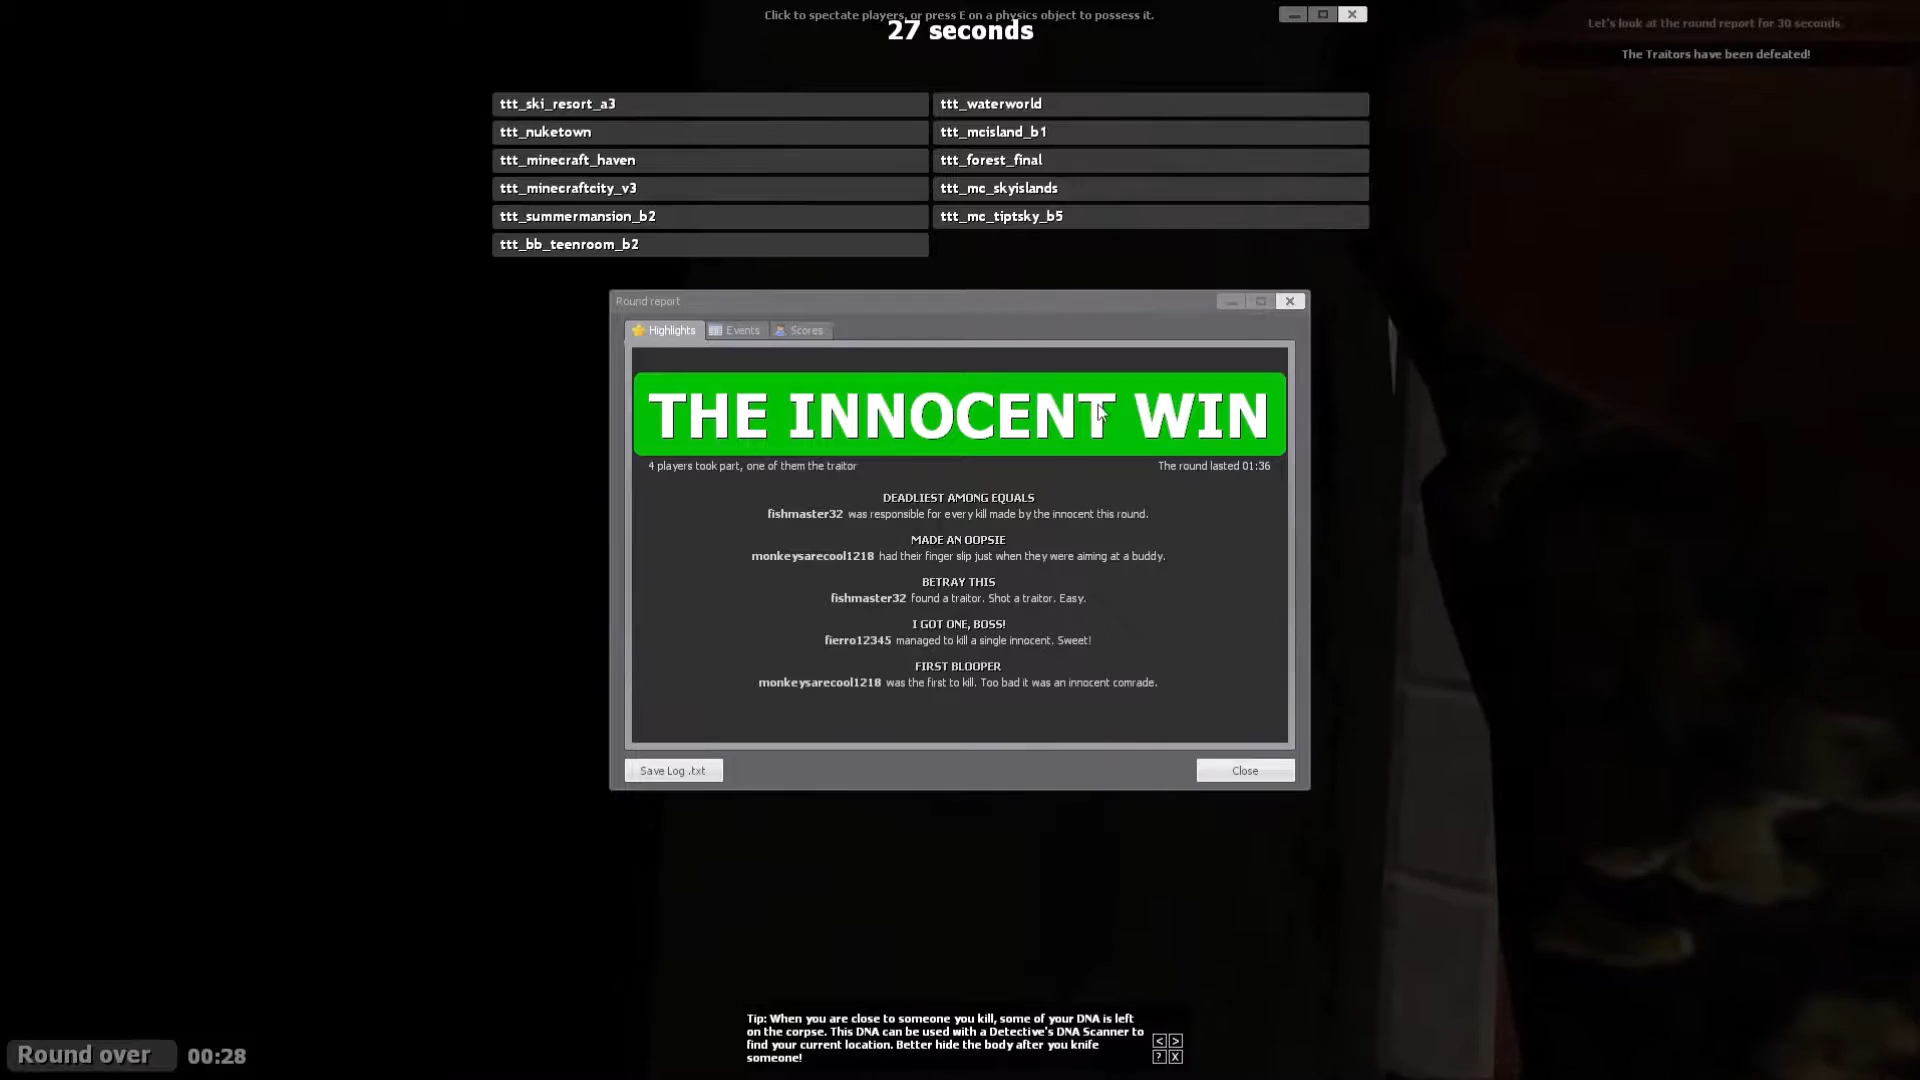 Click to spectate players, or press E on a physics object to possess it.
27 seconds
Let's look at the round report for 30 seconds.
The Traitors have been defeated!
ttt_ski_resort_a3
ttt_waterworld
ttt_nuketown
ttt_mcisland_b1
ttt_minecraft_haven
ttt_forest_final
ttt_minecraftcity_v3
ttt_mc_skyislands
ttt_summermansion_b2
ttt_mc_tiptsky_b5
ttt_bb_teenroom_b2
Round report
Highlights
Events
Scores
THE INNOCENT WIN
4 players took part, one of them the traitor
The round lasted 01:36
DEADLIEST AMONG EQUALS
fishmaster32 was responsible for every kill made by the innocent this round.
MADE AN OOPSIE
monkeysarecool1218 had their finger slip just when they were aiming at a buddy.
BETRAY THIS
fishmaster32 found a traitor. Shot a traitor. Easy.
I GOT ONE, BOSS!
fierro12345 managed to kill a single innocent. Sweet!
FIRST BLOOPER
monkeysarecool1218 was the first to kill. Too bad it was an innocent comrade.
Save Log .txt
Close
Tip: When you are close to someone you kill, some of your DNA is left
on the corpse. This DNA can be used with a Detective's DNA Scanner to
find your current location. Better hide the body after you knife
someone!
< >
? X
Round over
00:28